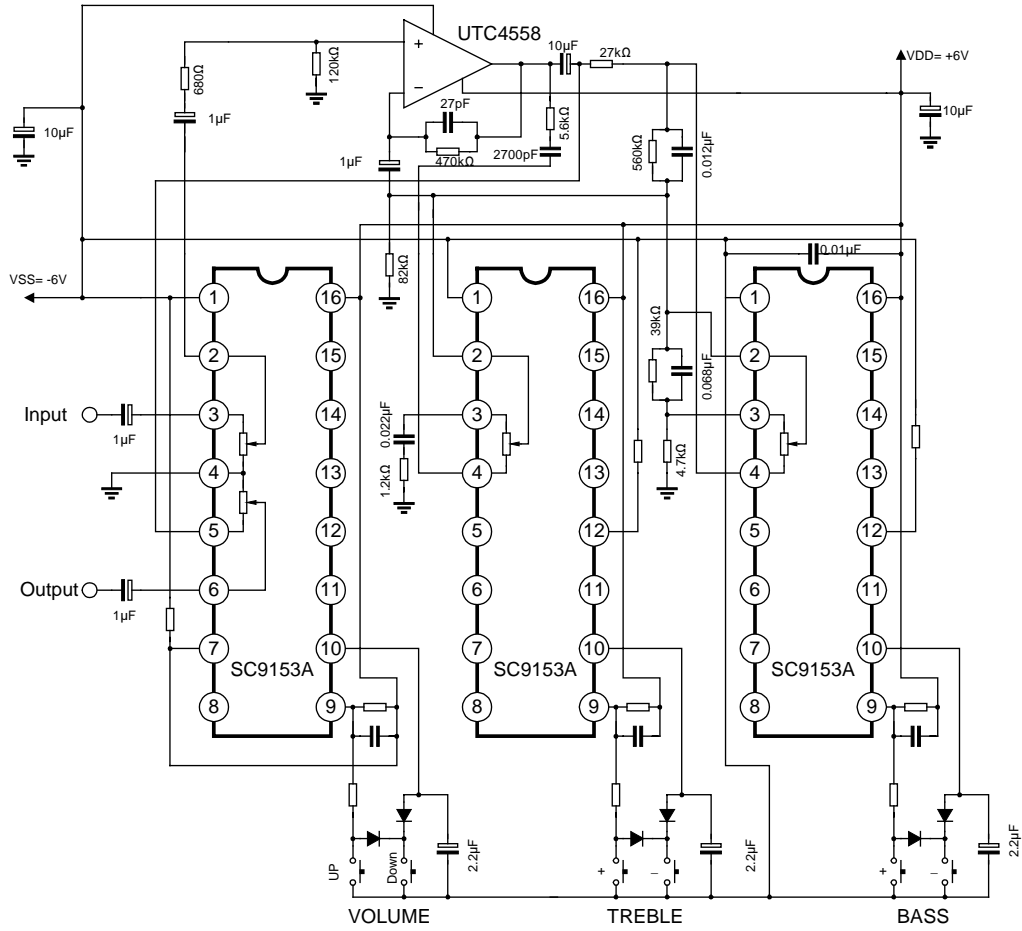 UTC4558
10µF
27kΩ
VDD= +6V
680Ω
120kΩ
+
−
10µF
1µF
27pF
5.6kΩ
10µF
1µF
470kΩ
2700pF
560kΩ
0.012µF
82kΩ
0.01µF
VSS= -6V
1
16
1
16
1
16
39kΩ
2
15
2
15
0.068µF
2
15
Input
1µF
3
14
0.022µF
3
14
3
14
4
13
1.2kΩ
4
13
4.7kΩ
4
13
5
12
5
12
5
12
Output
1µF
6
11
6
11
6
11
7
10
7
10
7
10
SC9153A
SC9153A
SC9153A
8
9
8
9
8
9
UP
Down
2.2µF
+
−
2.2µF
+
−
2.2µF
VOLUME
TREBLE
BASS